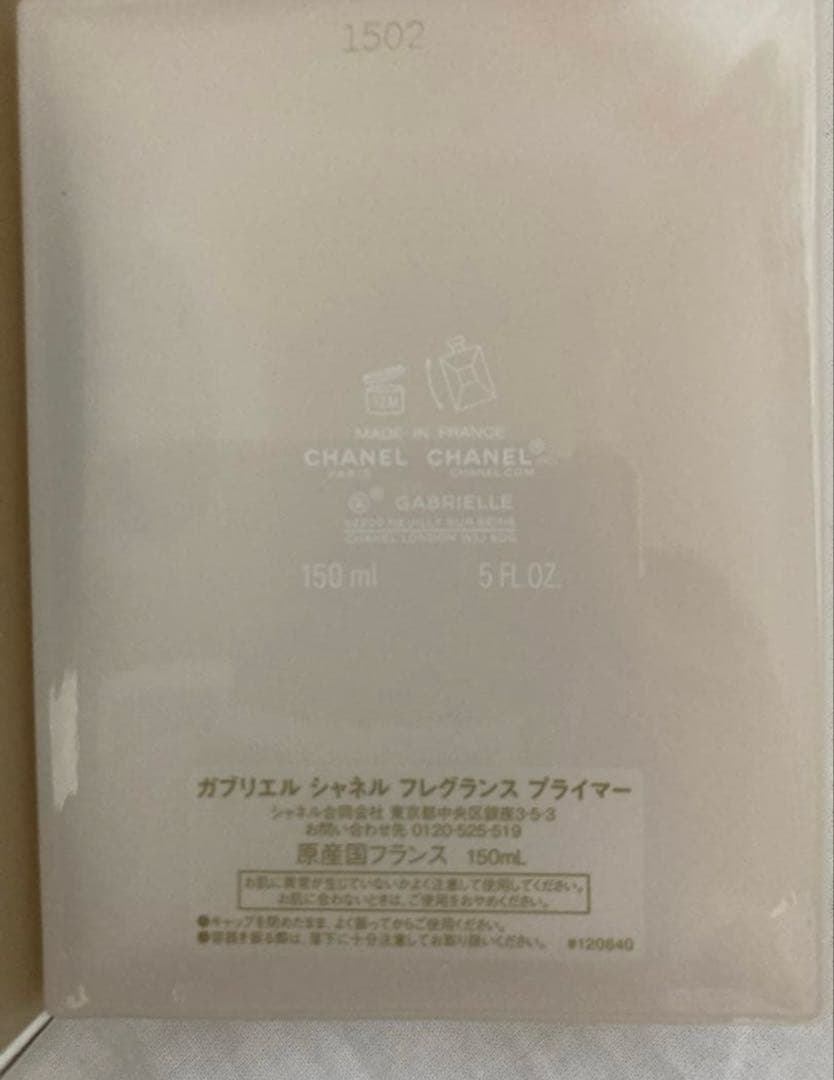 1502
MADE IN FRANCE
CHANEL CHANEL
PARIS CHANEL.COM
GABRIELLE
92200 NEUILLY SUR SEINE
CHANEL LONDON W1J
150 ml 5 FL.OZ.
ガブリエル シャネル フレグランス プライマー
シャネル合同会社 東京都中央区銀座3-5-3
お問い合わせ先 0120-525-519
原産国フランス 150mL
お肌に異常が生じていないかよく注意して使用してください。
お肌に合わないときは、ご使用をおやめください。
●キャップを閉めたまま、よく振ってからご使用ください。
●容器を振る際は、落下に十分注意してお取り扱いください。 #120840